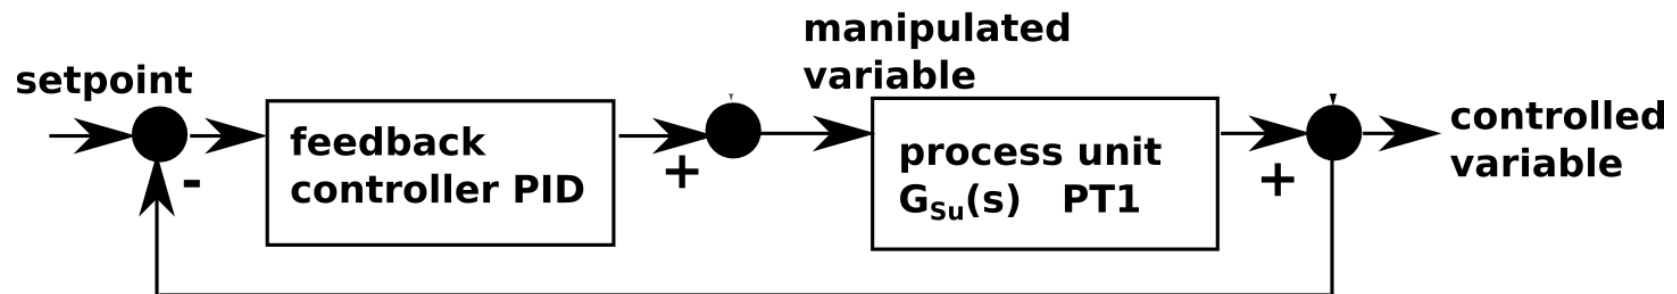 manipulated
variable
setpoint
feedback
controller PID
process unit
G_Su(s) PT1
controlled
variable
-
+
+